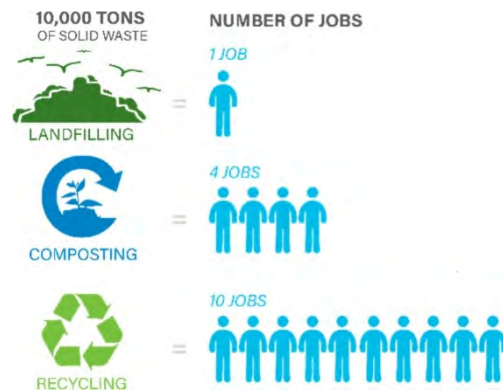 10,000 TONS
OF SOLID WASTE
NUMBER OF JOBS
1 JOB
=
LANDFILLING
4 JOBS
=
COMPOSTING
10 JOBS
=
RECYCLING